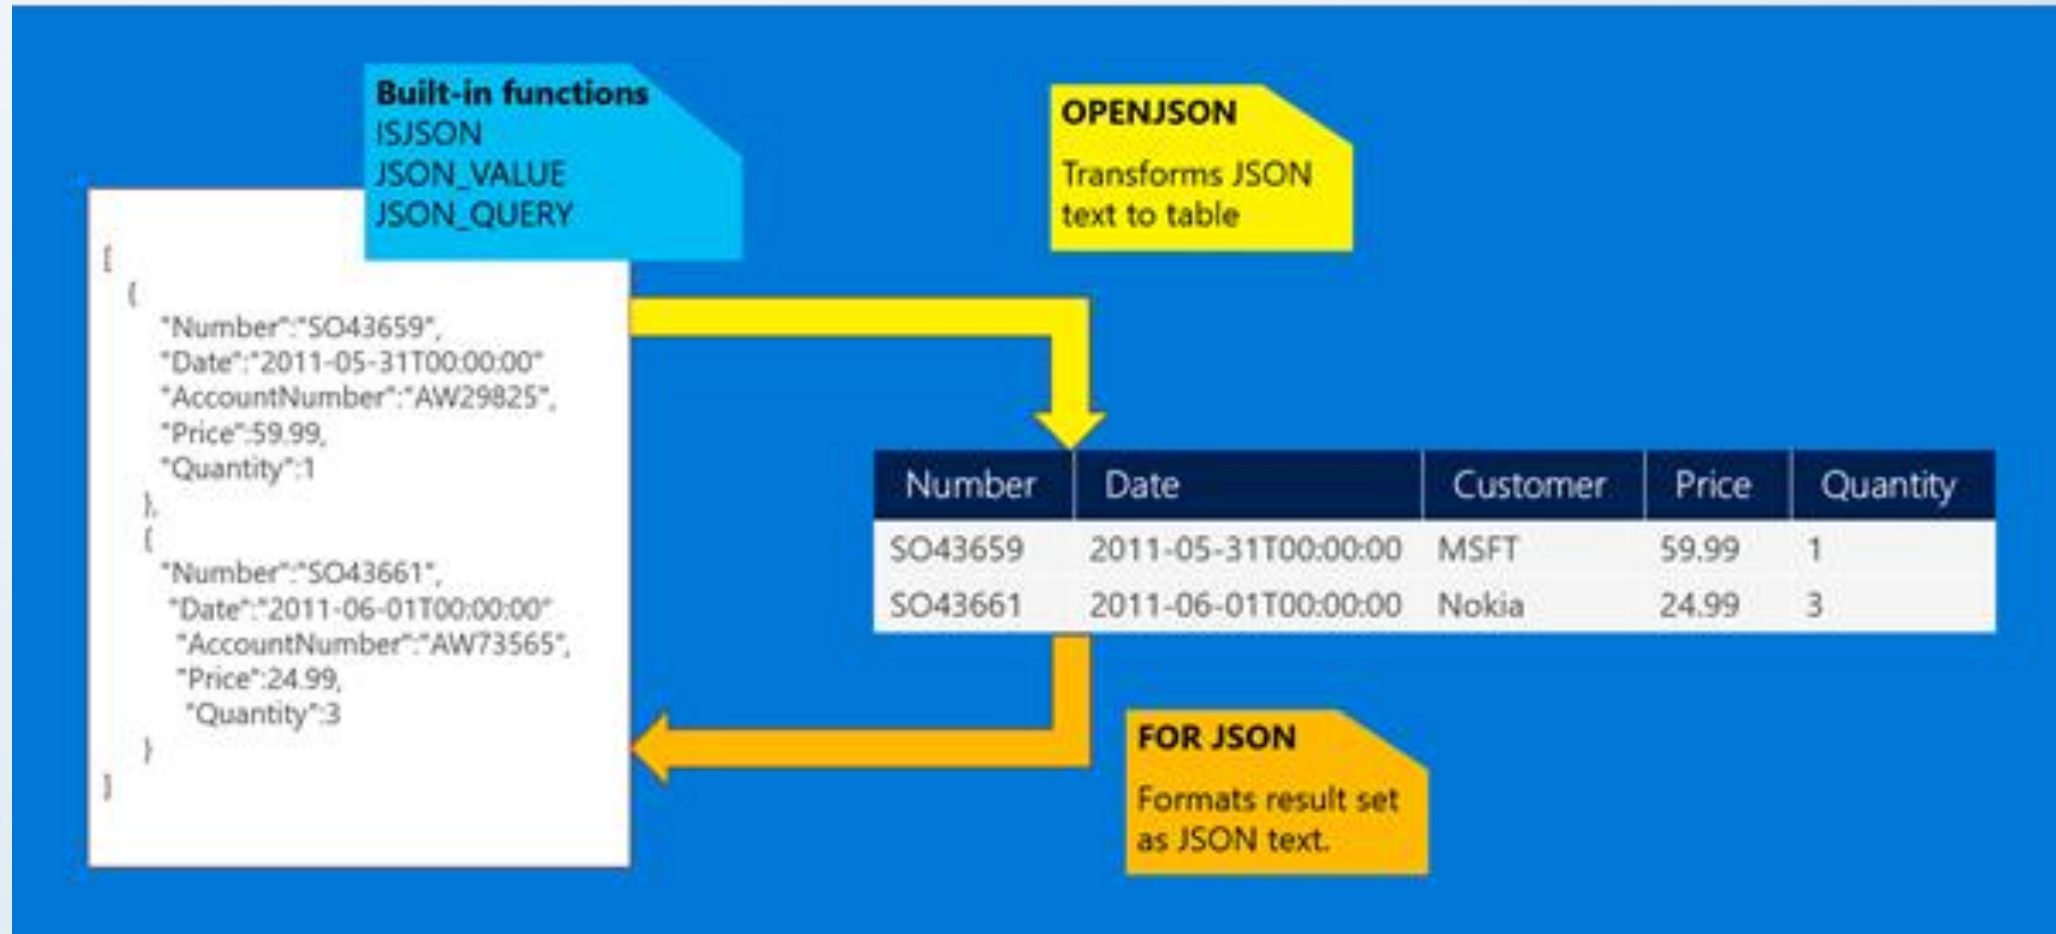 Built-in functions
ISJSON
JSON_VALUE
JSON_QUERY
[
{
"Number":"SO43659",
"Date":"2011-05-31T00:00:00"
"AccountNumber":"AW29825",
"Price":59.99,
"Quantity":1
},
{
"Number":"SO43661",
"Date":"2011-06-01T00:00:00"
"AccountNumber":"AW73565",
"Price":24.99,
"Quantity":3
}
]
OPENJSON
Transforms JSON
text to table
Number Date Customer Price Quantity
SO43659 2011-05-31T00:00:00 MSFT 59.99 1
SO43661 2011-06-01T00:00:00 Nokia 24.99 3
FOR JSON
Formats result set
as JSON text.